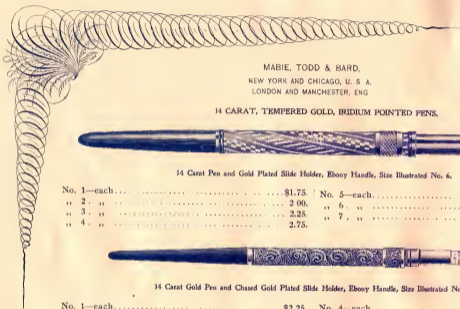 MABIE, TODD & BARD,
NEW YORK AND CHICAGO, U. S A.
LONDON AND MANCHESTER, ENG
14 CARAT, TEMPERED GOLD, IRIDIUM POINTED PENS.
14 Carat Pen and Gold Plated Slide Holder, Ebony Handle, Size Illustrated No. 6.
No. 1—each. $1.75.
„ 2. „ 2 00.
„ 3. „ 2.25.
„ 4. „ 2.75.
No. 5—each.
„ 6. „
„ 7. „
14 Carat Gold Pen and Chased Gold Plated Slide Holder, Ebony Handle, Size Illustrated No
No. 1—each. $2.25 No. 4—each